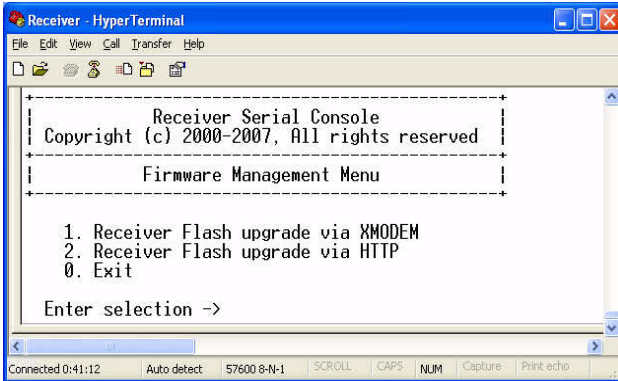 Receiver - HyperTerminal
File Edit View Call Transfer Help
Receiver Serial Console
Copyright (c) 2000-2007, All rights reserved
Firmware Management Menu
1. Receiver Flash upgrade via XMODEM
2. Receiver Flash upgrade via HTTP
0. Exit
Enter selection ->
Connected 0:41:12 Auto detect 57600 8-N-1 SCROLL CAPS NUM Capture Print echo